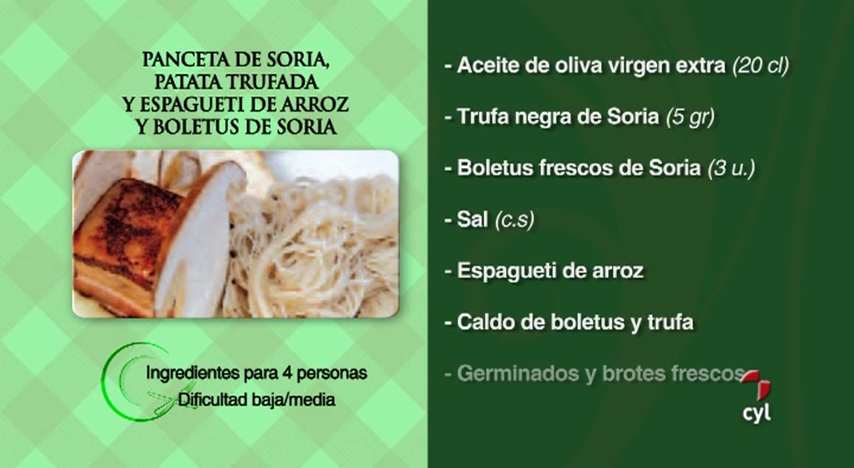 PANCETA DE SORIA,
PATATA TRUFADA
Y ESPAGUETI DE ARROZ
Y BOLETUS DE SORIA
Ingredientes para 4 personas
Dificultad baja/media
- Aceite de oliva virgen extra (20 cl)
- Trufa negra de Soria (5 gr)
- Boletus frescos de Soria (3 u.)
- Sal (c.s)
- Espagueti de arroz
- Caldo de boletus y trufa
- Germinados y brotes frescos
cyl